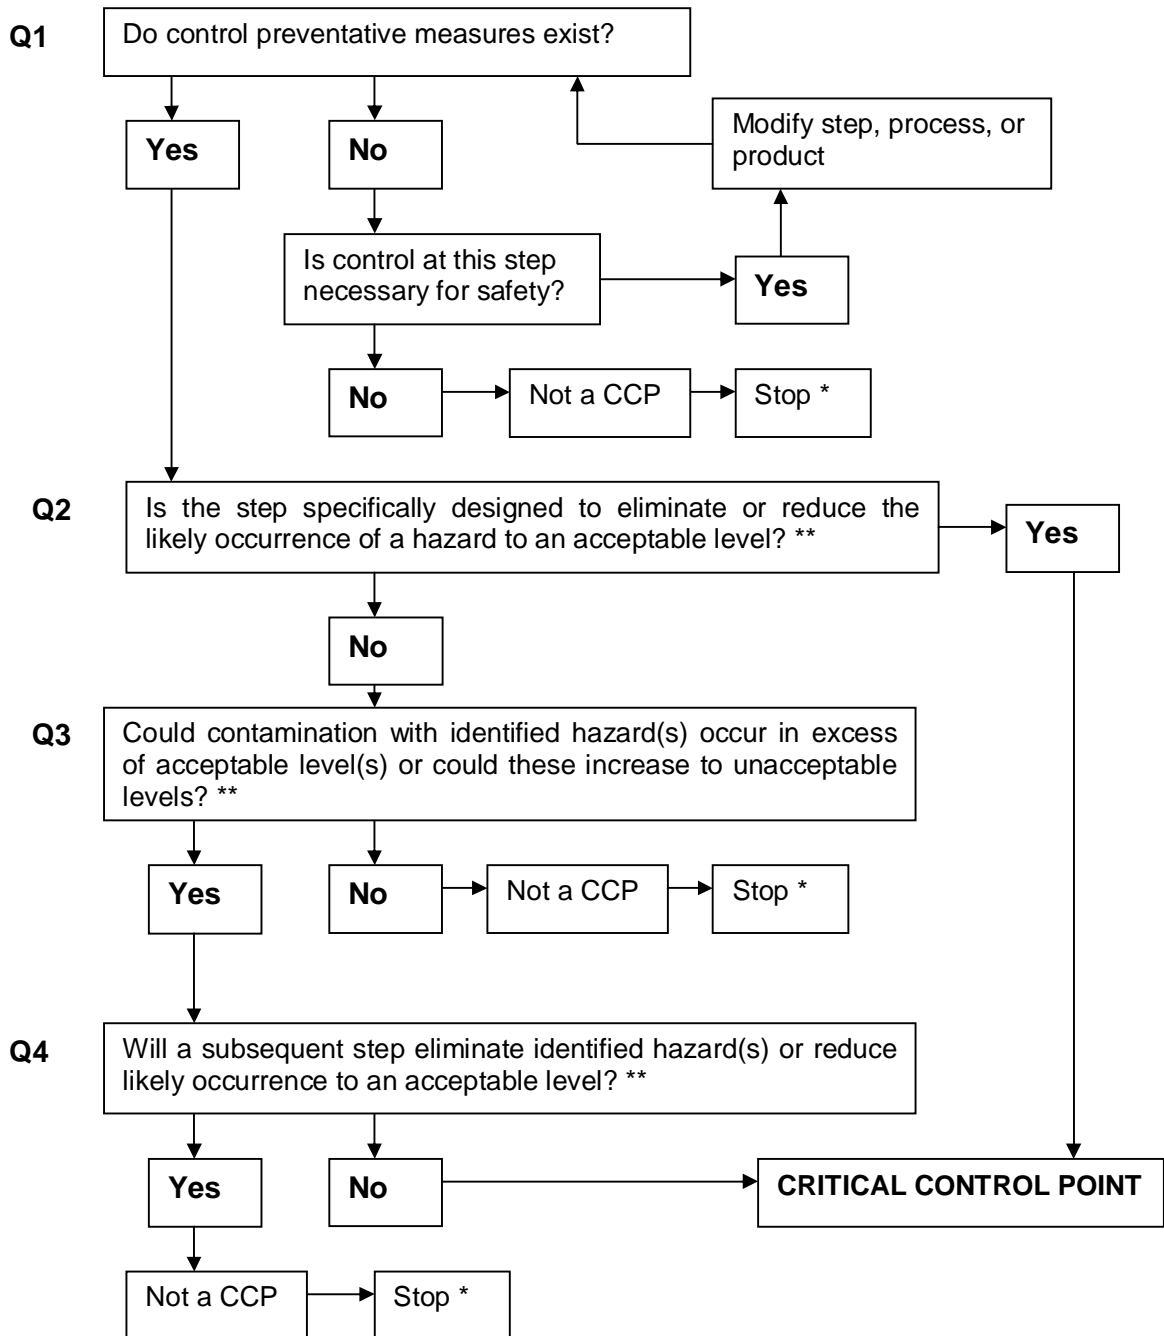 Q1
Do control preventative measures exist?
Modify step, process, or
product
Yes
No
Is control at this step
necessary for safety?
Yes
No
Not a CCP
Stop *
Q2
Is the step specifically designed to eliminate or reduce the
likely occurrence of a hazard to an acceptable level? **
Yes
No
Q3
Could contamination with identified hazard(s) occur in excess
of acceptable level(s) or could these increase to unacceptable
levels? **
Yes
No
Not a CCP
Stop *
Q4
Will a subsequent step eliminate identified hazard(s) or reduce
likely occurrence to an acceptable level? **
Yes
No
CRITICAL CONTROL POINT
Not a CCP
Stop *